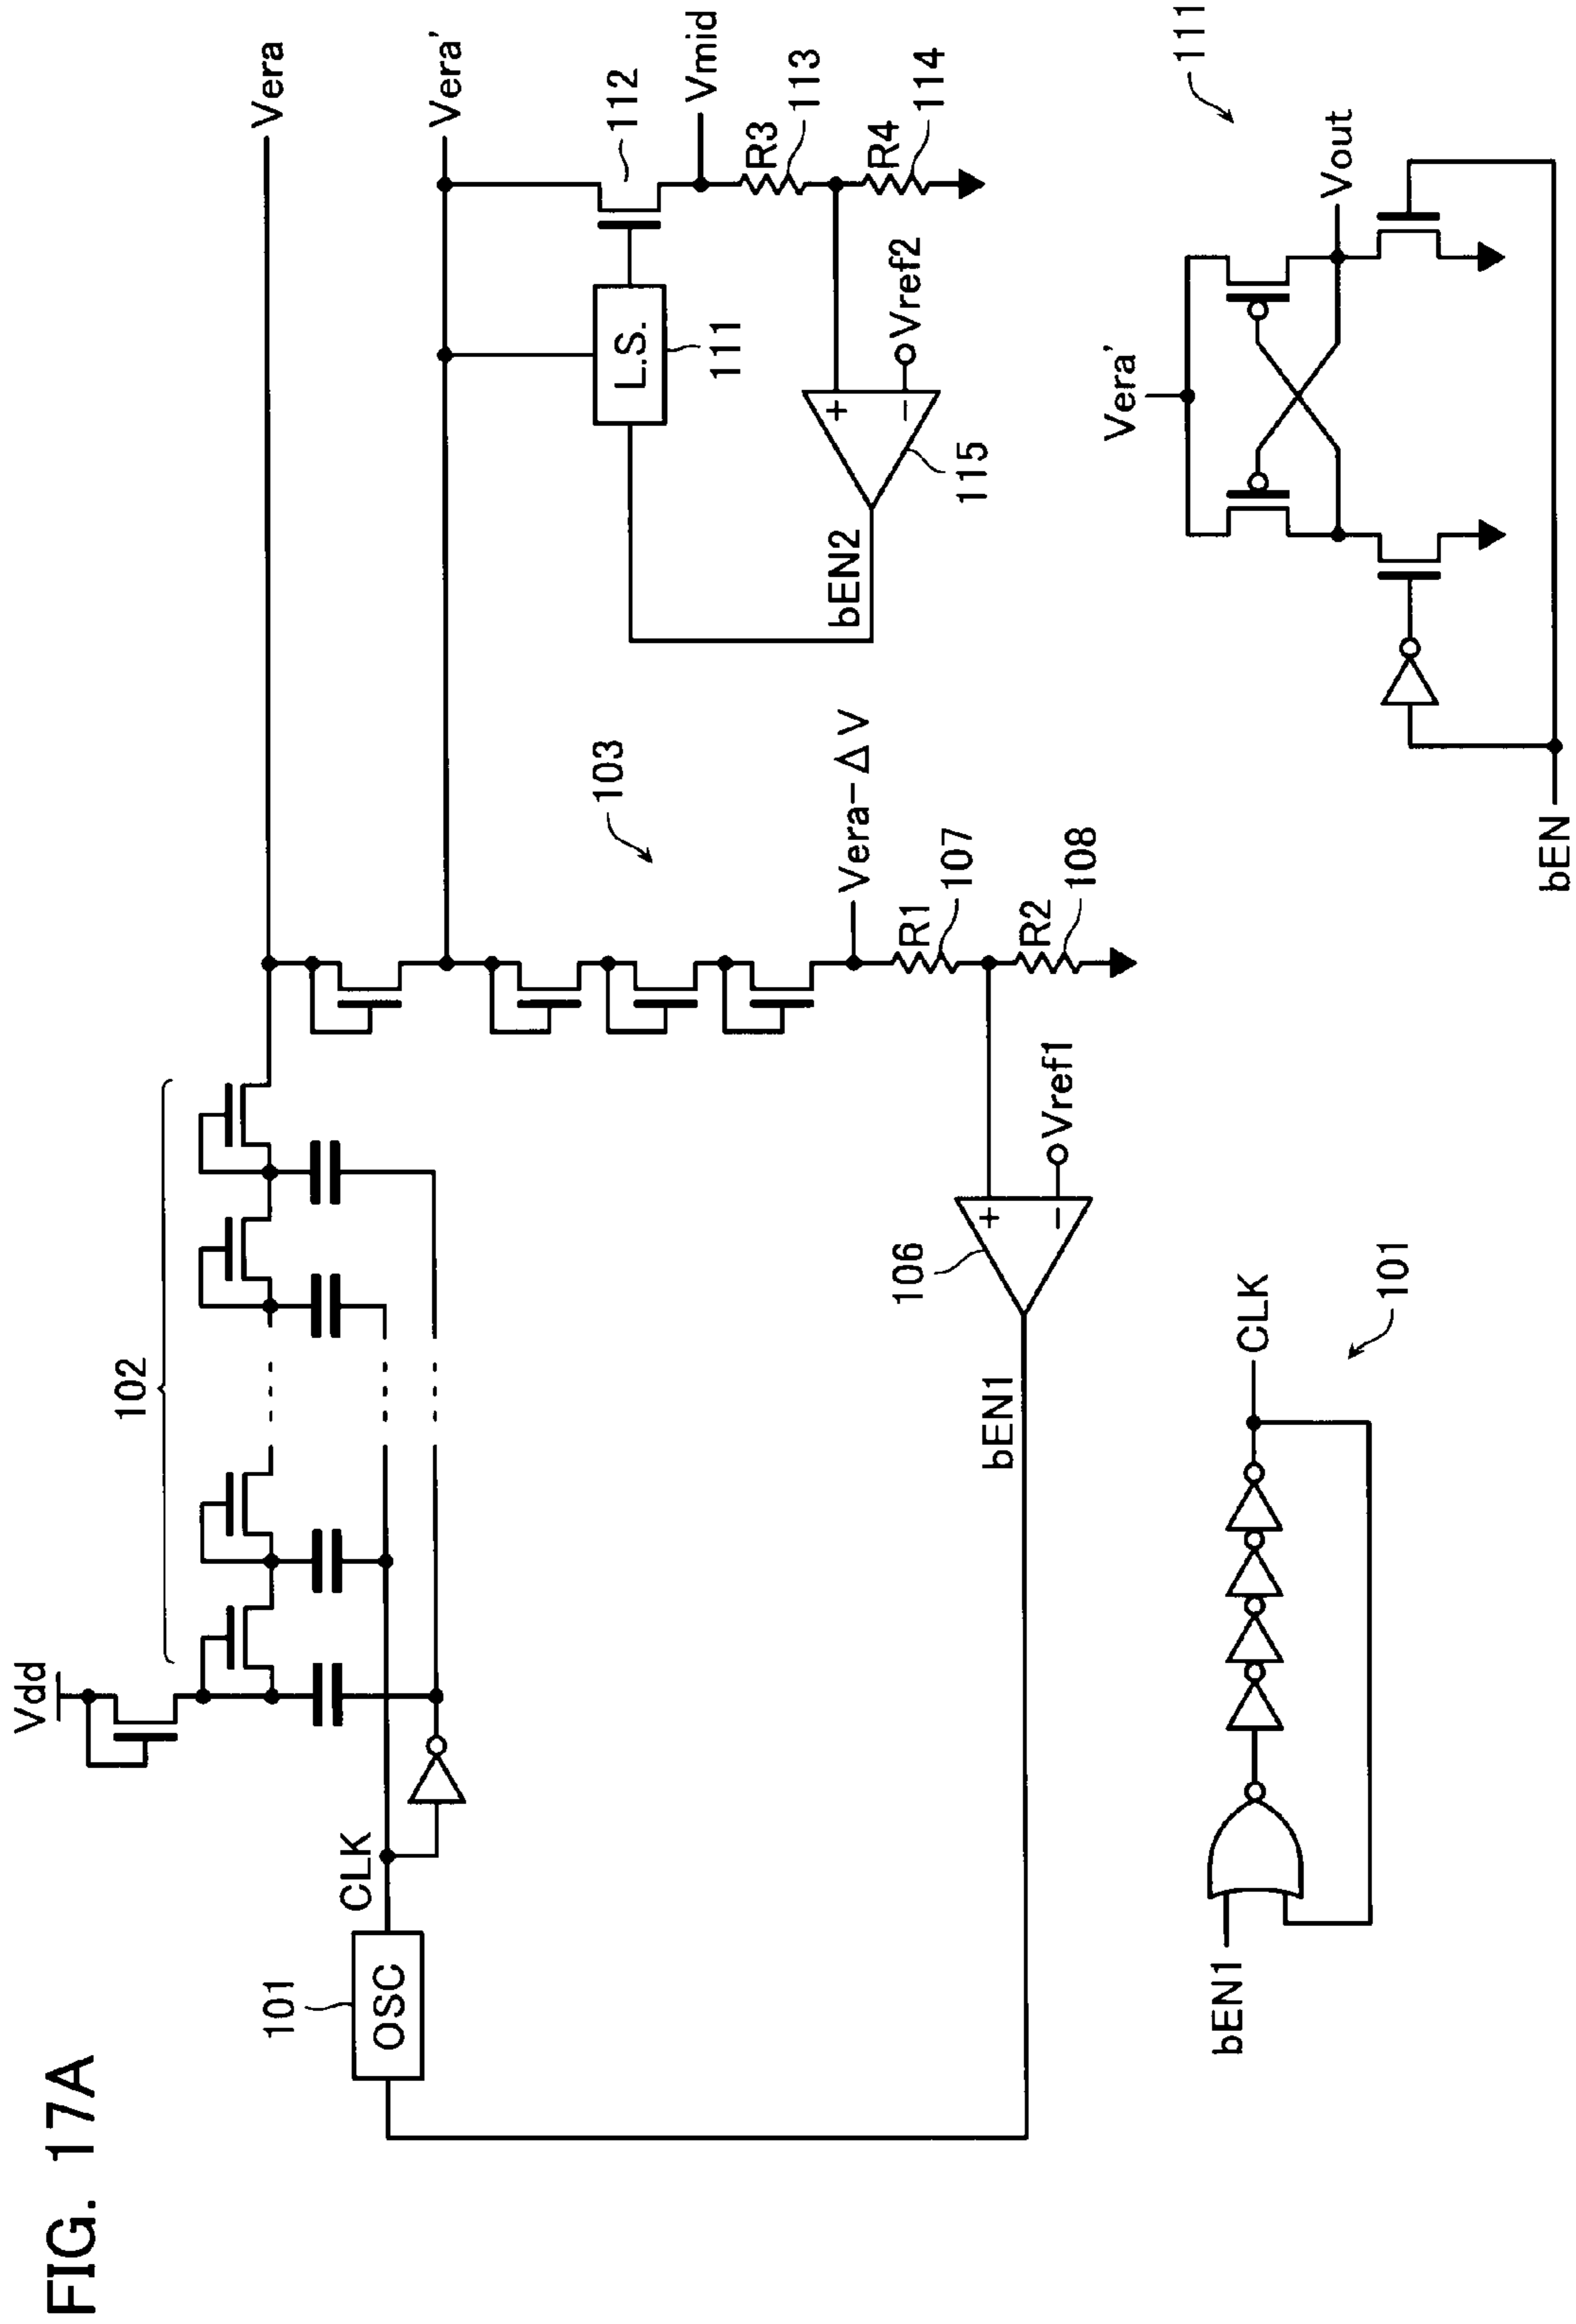 FIG. 17A
Vdd
102
Vera
Vera'
101
OSC
CLK
103
L.S.
111
112
Vmid
R3
113
R4
114
Vref2
+
−
115
bEN2
Vera−ΔV
R1
107
R2
108
Vref1
+
−
106
bEN1
bEN1
CLK
101
Vera'
Vout
111
bEN